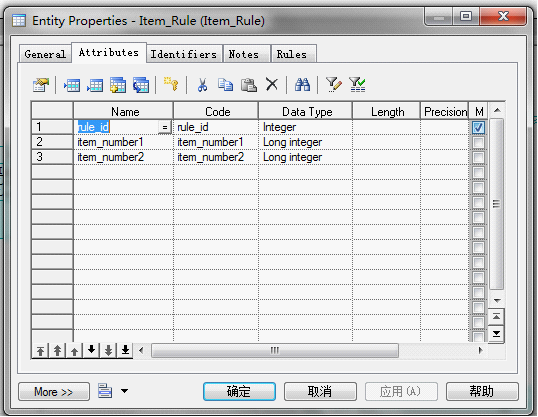 Entity Properties - Item_Rule (Item_Rule)
General Attributes Identifiers Notes Rules
Name Code Data Type Length Precision M
1 rule_id = rule_id Integer
2 item_number1 item_number1 Long integer
3 item_number2 item_number2 Long integer
More >> 确定 取消 应用(A) 帮助